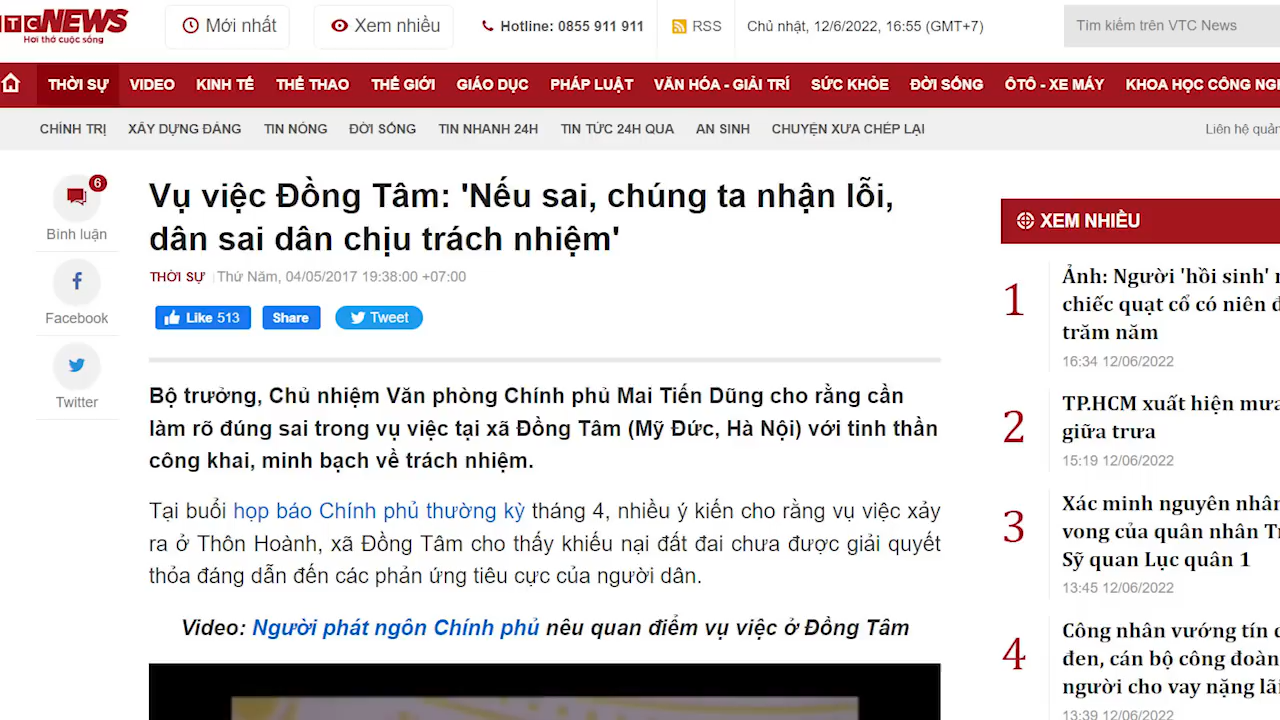 VTC NEWS
Hơi thở cuộc sống
Mới nhất
Xem nhiều
Hotline: 0855 911 911
RSS
Chủ nhật, 12/6/2022, 16:55 (GMT+7)
Tìm kiếm trên VTC News
THỜI SỰ VIDEO KINH TẾ THỂ THAO THẾ GIỚI GIÁO DỤC PHÁP LUẬT VĂN HÓA - GIẢI TRÍ SỨC KHỎE ĐỜI SỐNG ÔTÔ - XE MÁY KHOA HỌC CÔNG
CHÍNH TRỊ XÂY DỰNG ĐẢNG TIN NÓNG ĐỜI SỐNG TIN NHANH 24H TIN TỨC 24H QUA AN SINH CHUYỆN XƯA CHÉP LẠI Liên hệ
6
Bình luận
Facebook
Twitter
Vụ việc Đồng Tâm: 'Nếu sai, chúng ta nhận lỗi,
dân sai dân chịu trách nhiệm'
THỜI SỰ Thứ Năm, 04/05/2017 19:38:00 +07:00
Like 513 Share Tweet
Bộ trưởng, Chủ nhiệm Văn phòng Chính phủ Mai Tiến Dũng cho rằng cần
làm rõ đúng sai trong vụ việc tại xã Đồng Tâm (Mỹ Đức, Hà Nội) với tinh thần
công khai, minh bạch về trách nhiệm.
Tại buổi họp báo Chính phủ thường kỳ tháng 4, nhiều ý kiến cho rằng vụ việc xảy
ra ở Thôn Hoành, xã Đồng Tâm cho thấy khiếu nại đất đai chưa được giải quyết
thỏa đáng dẫn đến các phản ứng tiêu cực của người dân.
Video: Người phát ngôn Chính phủ nêu quan điểm vụ việc ở Đồng Tâm
XEM NHIỀU
1
Ảnh: Người 'hồi sinh'
chiếc quạt cổ có niên
trăm năm
16:34 12/06/2022
2
TP.HCM xuất hiện mưa
giữa trưa
15:19 12/06/2022
3
Xác minh nguyên nhân
vong của quân nhân
Sỹ quan Lục quân 1
13:45 12/06/2022
4
Công nhân vướng tín
đen, cán bộ công đoàn
người cho vay nặng lãi
13:39 12/06/2022